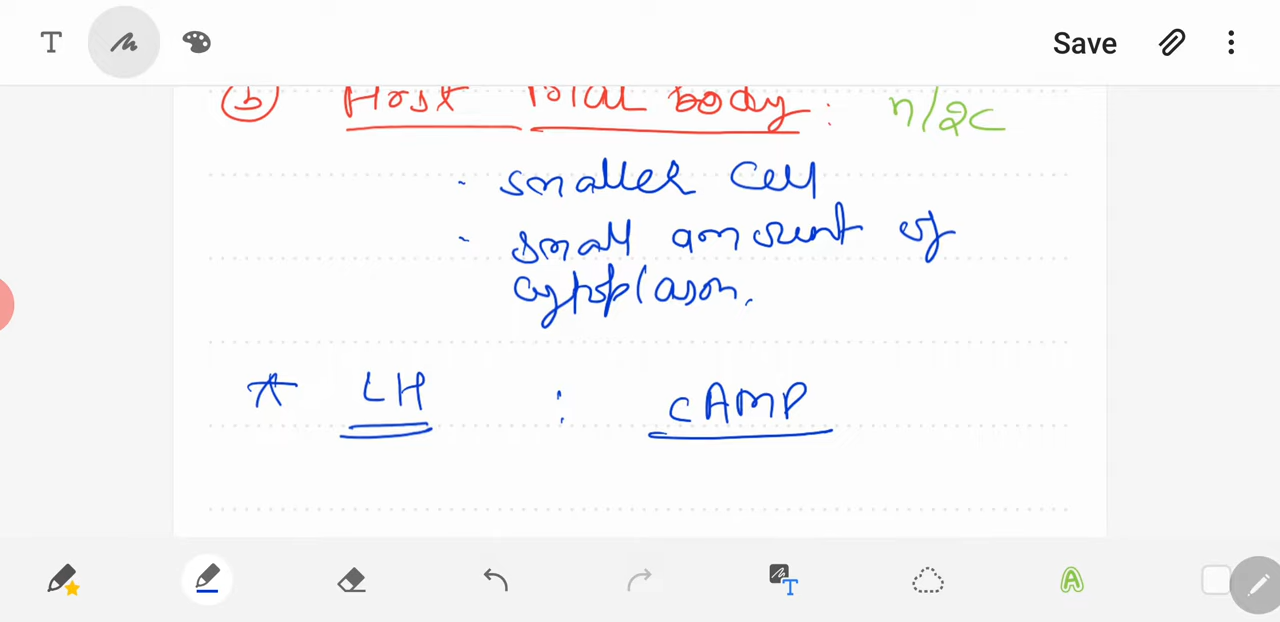 T Save
(b) First Polar body : n/2c
. smaller cell
- small amount of
cytoplasm.
* LH : cAMP
T
A